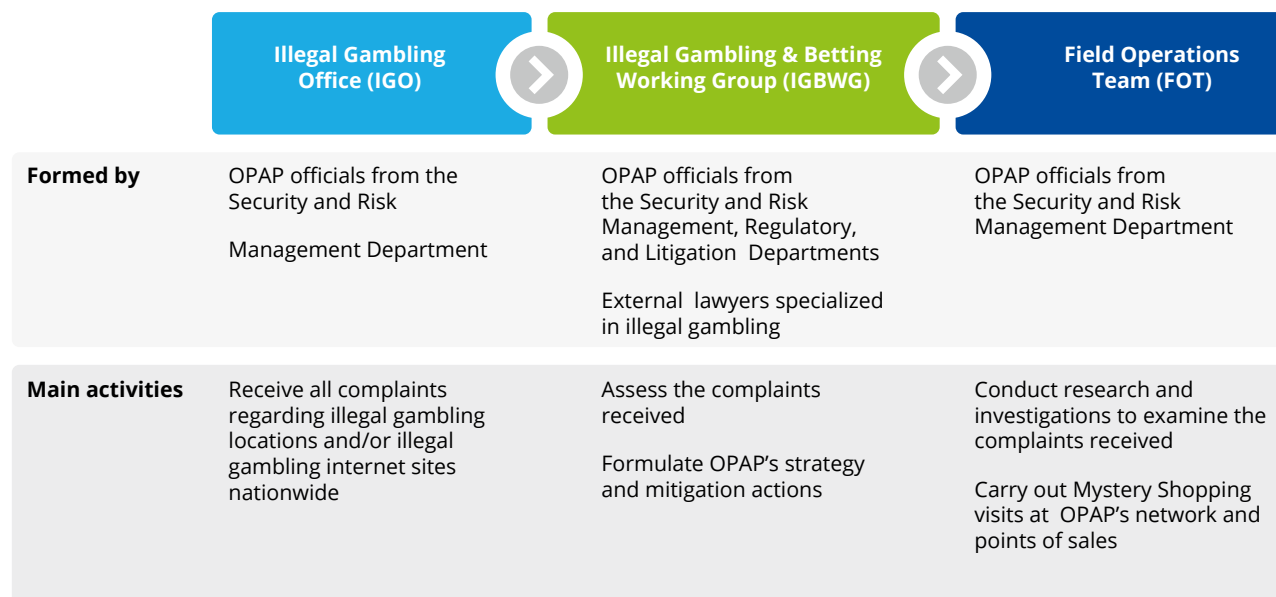 Illegal Gambling
Office (IGO)
Illegal Gambling & Betting
Working Group (IGBWG)
Field Operations
Team (FOT)
Formed by
OPAP officials from the
Security and Risk
Management Department
OPAP officials from
the Security and Risk
Management, Regulatory,
and Litigation Departments
External lawyers specialized
in illegal gambling
OPAP officials from
the Security and Risk
Management Department
Main activities
Receive all complaints
regarding illegal gambling
locations and/or illegal
gambling internet sites
nationwide
Assess the complaints
received
Formulate OPAP’s strategy
and mitigation actions
Conduct research and
investigations to examine the
complaints received
Carry out Mystery Shopping
visits at OPAP’s network and
points of sales